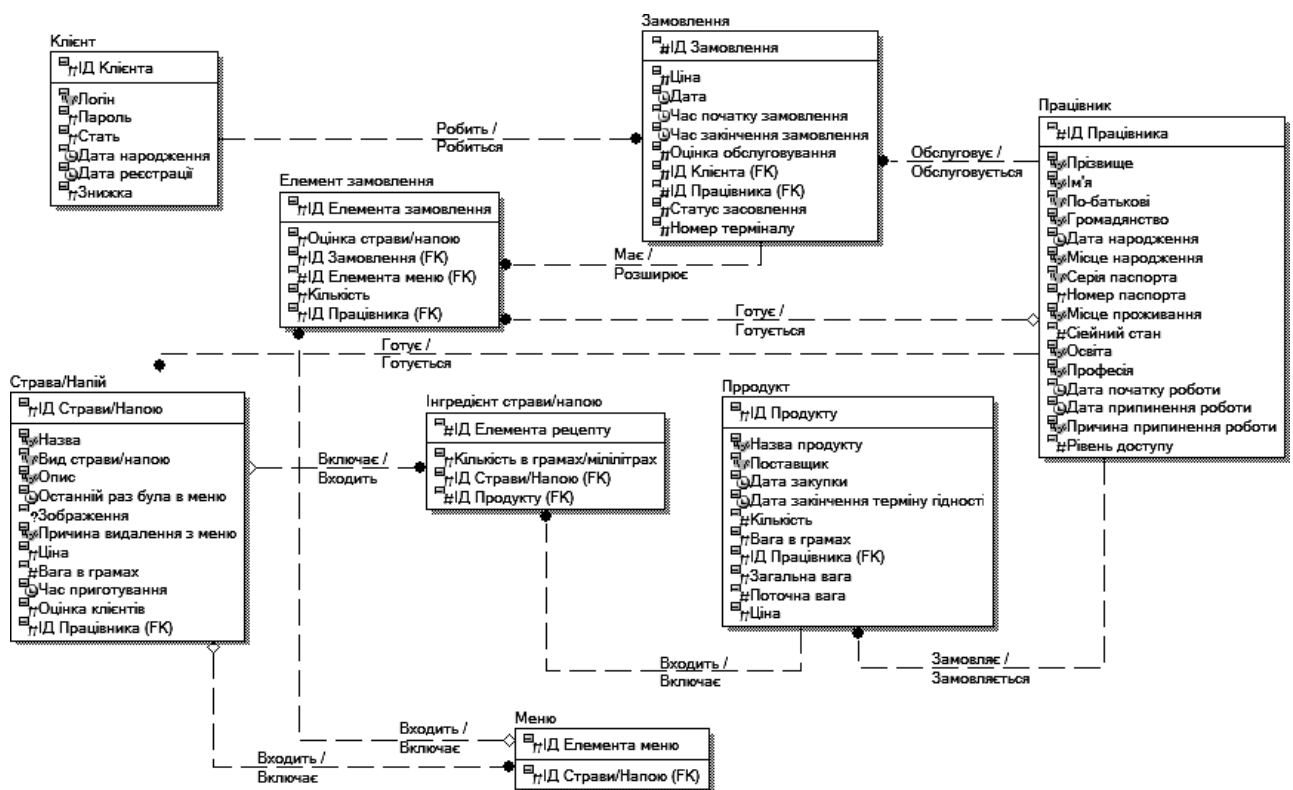 Клієнт
ІД Клієнта
Логін
Пароль
Стать
Дата народження
Дата реєстрації
Знижка
Робить /
Робиться
Замовлення
ІД Замовлення
Ціна
Дата
Час початку замовлення
Час закінчення замовлення
Оцінка обслуговування
ІД Клієнта (FK)
ІД Працівника (FK)
Статус засовлення
Номер терміналу
Обслуговує /
Обслуговується
Працівник
ІД Працівника
Прізвище
Ім'я
По-батькові
Громадянство
Дата народження
Місце народження
Серія паспорта
Номер паспорта
Місце проживання
Сіейний стан
Освіта
Професія
Дата початку роботи
Дата припинення роботи
Причина припинення роботи
Рівень доступу
Елемент замовлення
ІД Елемента замовлення
Оцінка страви/напою
ІД Замовлення (FK)
ІД Елемента меню (FK)
Кількість
ІД Працівника (FK)
Має /
Розширює
Готує /
Готується
Готує /
Готується
Страва/Напій
ІД Страви/Напою
Назва
Вид страви/напою
Опис
Останній раз була в меню
Зображення
Причина видалення з меню
Ціна
Вага в грамах
Час приготування
Оцінка клієнтів
ІД Працівника (FK)
Включає /
Входить
Інгредієнт страви/напою
ІД Елемента рецепту
Кількість в грамах/мілілітрах
ІД Страви/Напою (FK)
ІД Продукту (FK)
Прродукт
ІД Продукту
Назва продукту
Поставщик
Дата закупки
Дата закінчення терміну гідності
Кількість
Вага в грамах
ІД Працівника (FK)
Загальна вага
Поточна вага
Ціна
Входить /
Включає
Замовляє /
Замовляється
Входить /
Включає
Входить /
Включає
Меню
ІД Елемента меню
ІД Страви/Напою (FK)